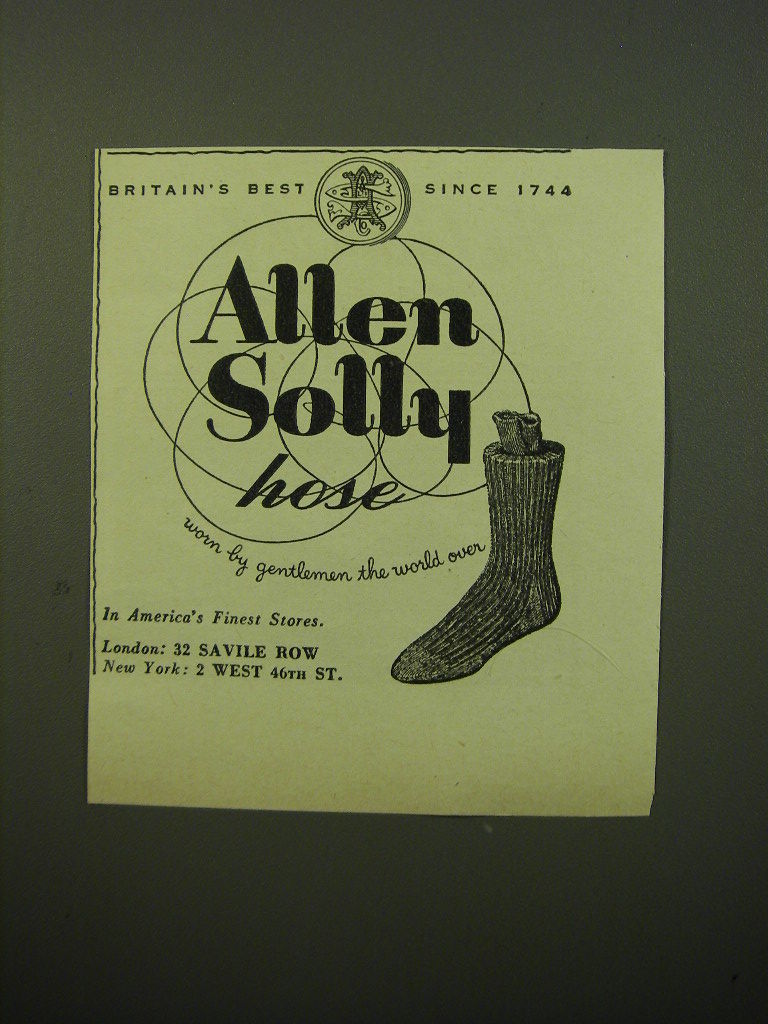 BRITAIN'S BEST SINCE 1744
Allen
Solly
hose
worn by gentlemen the world over
In America's Finest Stores.
London: 32 SAVILE ROW
New York: 2 WEST 46TH ST.